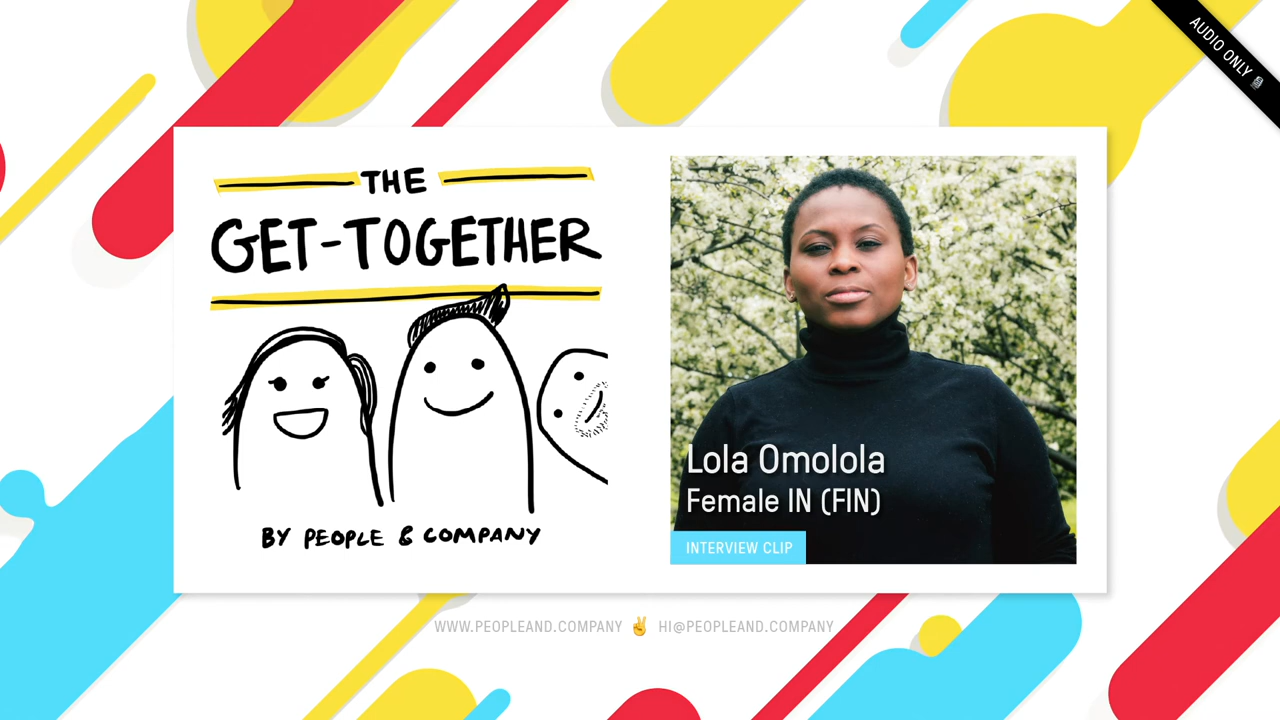 AUDIO ONLY
THE
GET-TOGETHER
BY PEOPLE & COMPANY
Lola Omolola
Female IN (FIN)
INTERVIEW CLIP
WWW.PEOPLEAND.COMPANY ✌ HI@PEOPLEAND.COMPANY